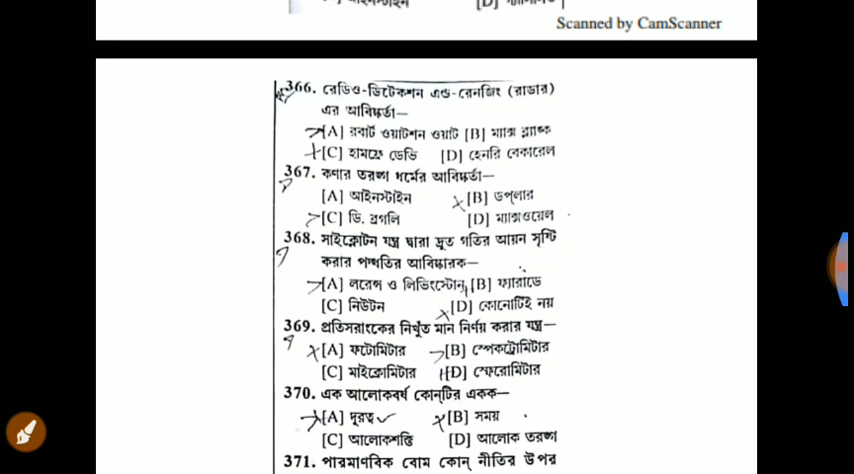 Scanned by CamScanner
366. রেডিও-ডিটেকশন এণ্ড-রেনজিং (রাডার)
এর আবিষ্কর্তা—
[A] রবার্ট ওয়াটশন ওয়াট [B] ম্যাক্স প্ল্যাঙ্ক
[C] হামফ্রে ডেভি [D] হেনরি বেকারেল
367. কণার তরঙ্গ ধর্মের আবিষ্কর্তা—
[A] আইনস্টাইন [B] ডপ্‌লার
[C] ডি. ব্রগলি [D] ম্যাক্সওয়েল
368. সাইক্লোটন যন্ত্র দ্বারা দ্রুত গতির আয়ন সৃষ্টি
করার পদ্ধতির আবিষ্কারক—
[A] লরেন্স ও লিভিংস্টোন [B] ফ্যারাডে
[C] নিউটন [D] কোনোটিই নয়
369. প্রতিসরাংকের নিখুঁত মান নির্ণয় করার যন্ত্র—
[A] ফটোমিটার [B] স্পেকট্রোমিটার
[C] মাইক্রোমিটার [D] স্ফেরোমিটার
370. এক আলোকবর্ষ কোন্‌টির একক—
[A] দূরত্ব [B] সময়
[C] আলোকশক্তি [D] আলোক তরঙ্গ
371. পারমাণবিক বোম কোন্ নীতির উপর